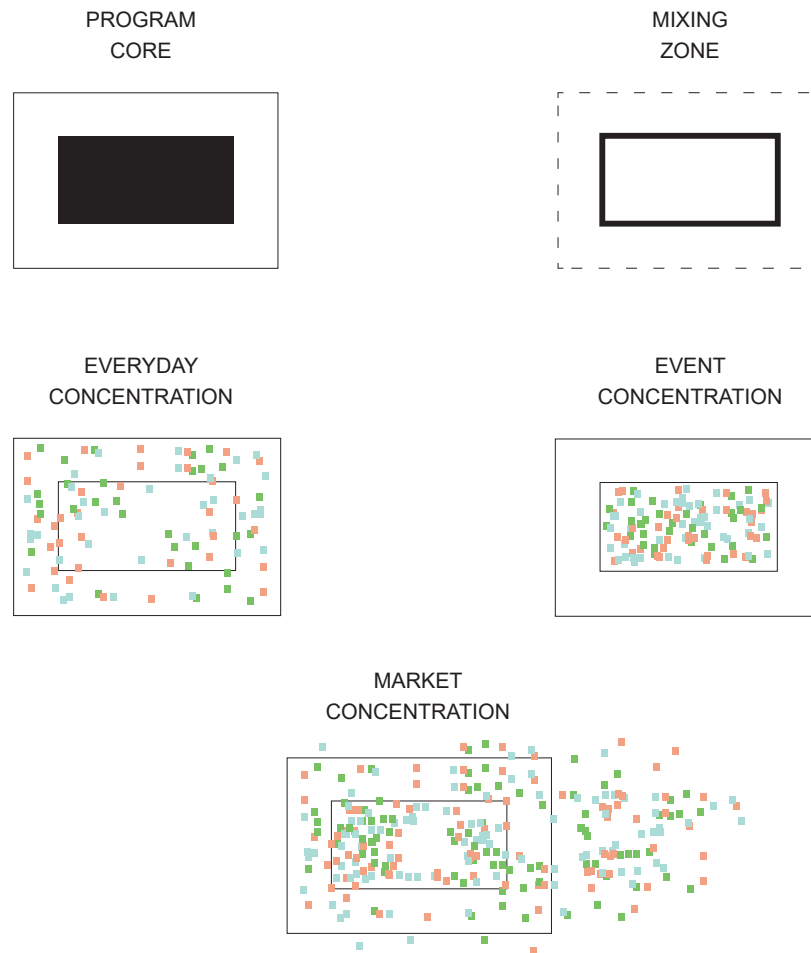 PROGRAM
CORE
MIXING
ZONE
EVERYDAY
CONCENTRATION
EVENT
CONCENTRATION
MARKET
CONCENTRATION